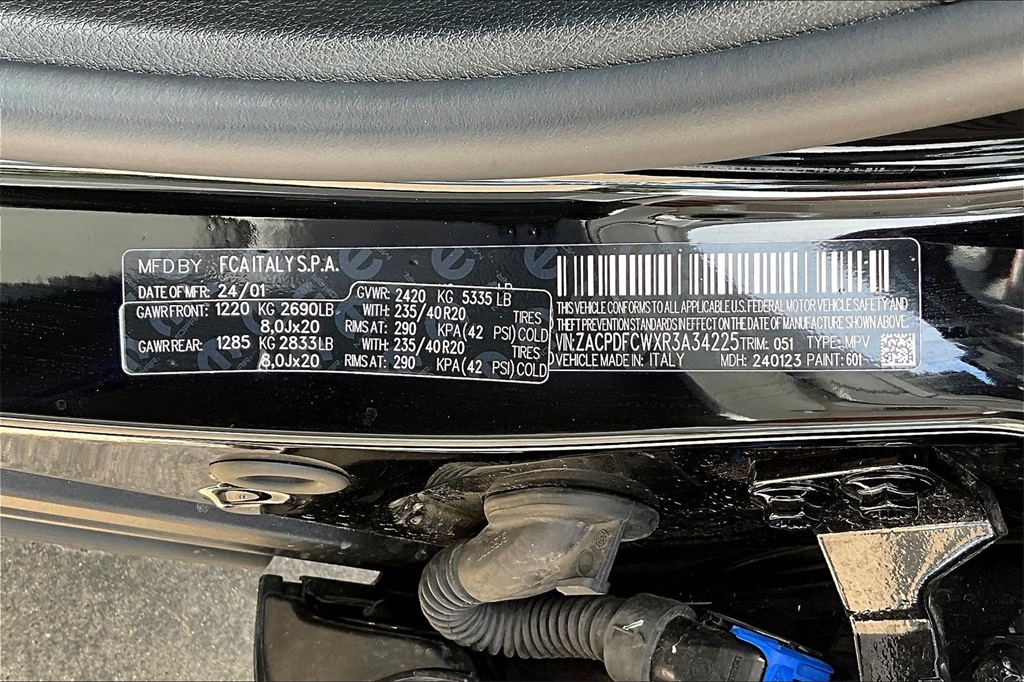 MFD BY FCA ITALY S.P.A.
DATE OF MFR: 24/01 GVWR: 2420 KG 5335 LB
GAWR FRONT: 1220 KG 2690LB WITH: 235/40R20 TIRES
8,0Jx20 RIMS AT: 290 KPA(42 PSI) COLD
GAWR REAR: 1285 KG 2833LB WITH: 235/40R20 TIRES
8,0Jx20 RIMS AT: 290 KPA(42 PSI) COLD
THIS VEHICLE CONFORMS TO ALL APPLICABLE U.S. FEDERAL MOTOR VEHICLE SAFETY AND
THEFT PREVENTION STANDARDS IN EFFECT ON THE DATE OF MANUFACTURE SHOWN ABOVE.
VIN: ZACPDFCWXR3A34225 TRIM: 051 TYPE: MPV
VEHICLE MADE IN: ITALY MDH: 240123 PAINT: 601